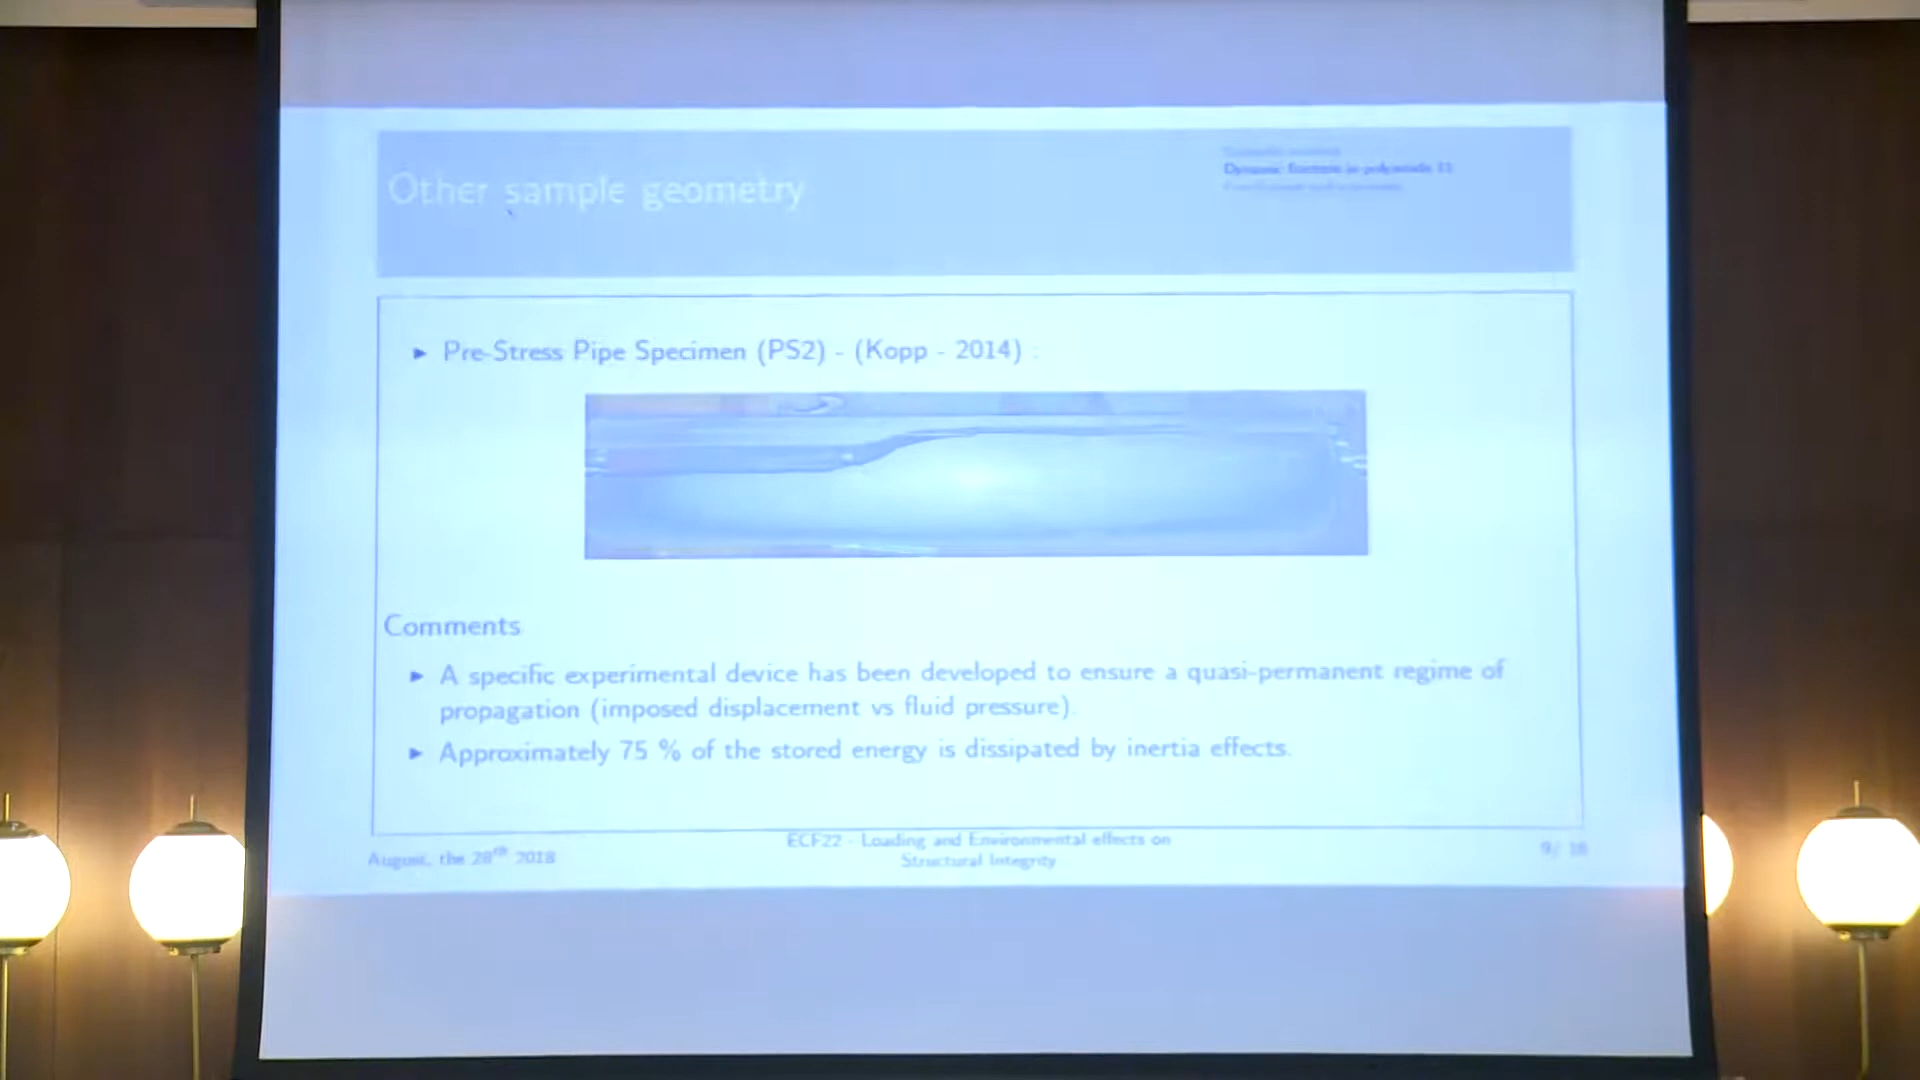 Other sample geometry
Dynamic fracture in polyamide 11
► Pre-Stress Pipe Specimen (PS2) - (Kopp - 2014) :
Comments
► A specific experimental device has been developed to ensure a quasi-permanent regime of
propagation (imposed displacement vs fluid pressure).
► Approximately 75 % of the stored energy is dissipated by inertia effects.
August, the 28th 2018
ECF22 - Loading and Environmental effects on
Structural Integrity
9/ 18